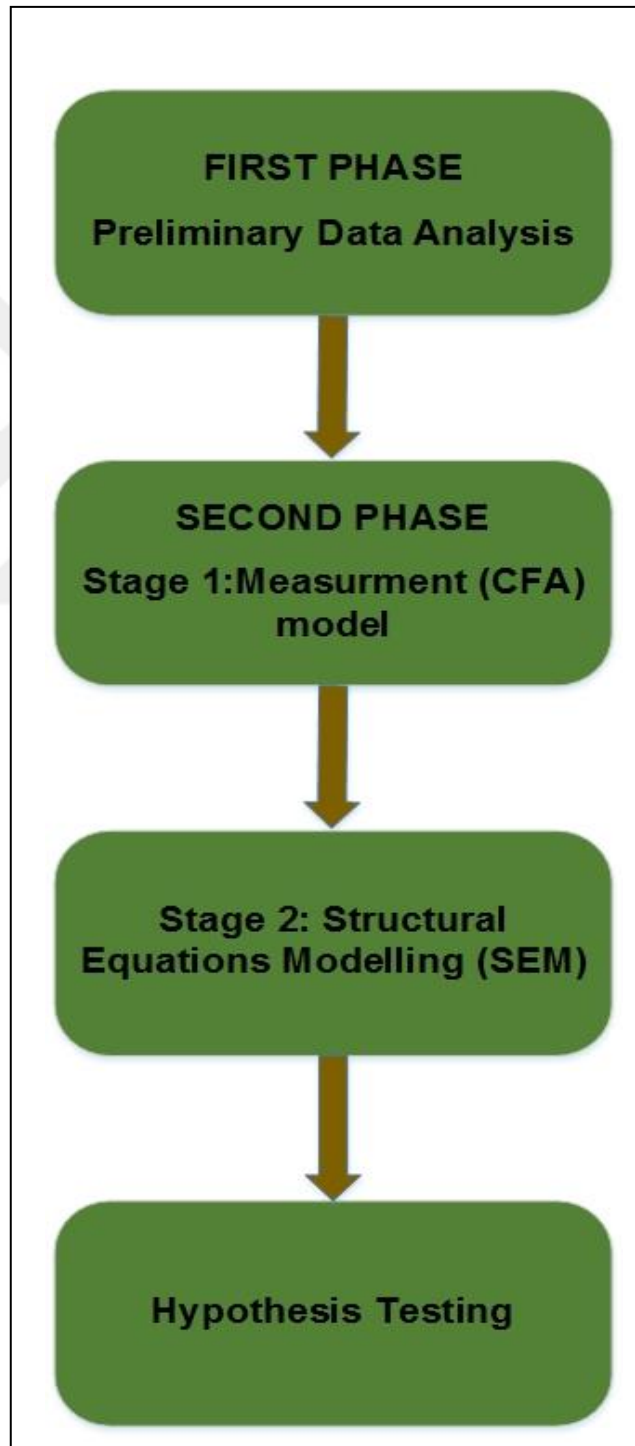 FIRST PHASE
Preliminary Data Analysis
SECOND PHASE
Stage 1:Measurment (CFA)
model
Stage 2: Structural
Equations Modelling (SEM)
Hypothesis Testing